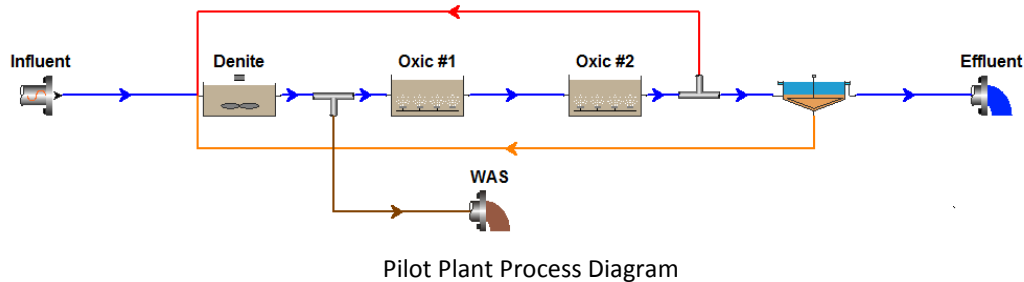 Influent
Denite
Oxic #1
Oxic #2
Effluent
WAS
Pilot Plant Process Diagram